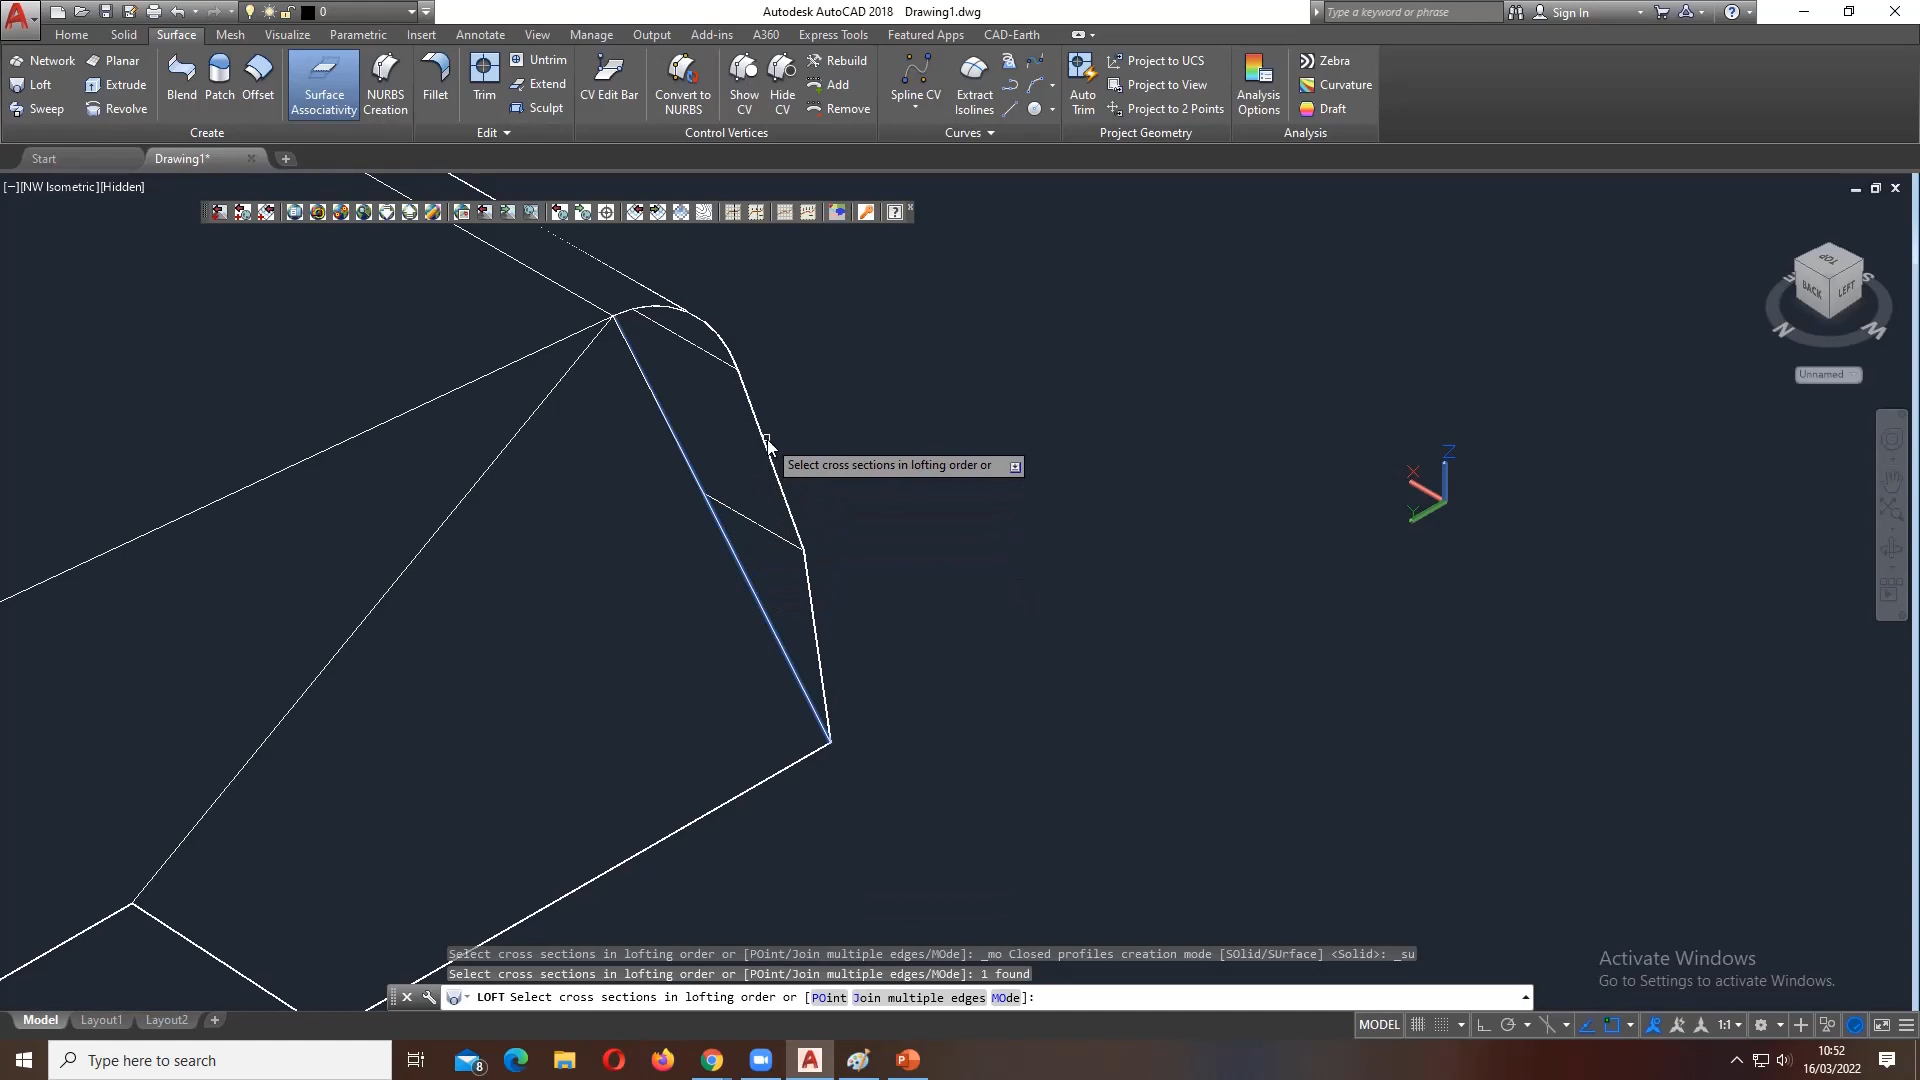 Autodesk AutoCAD 2018 Drawing1.dwg
0
Type a keyword or phrase
Sign In
Home Solid Surface Mesh Visualize Parametric Insert Annotate View Manage Output Add-ins A360 Express Tools Featured Apps CAD-Earth
Network Planar
Loft Extrude
Sweep Revolve
Create
Blend Patch Offset
Surface
Associativity
NURBS
Creation
Fillet Trim
Untrim
Extend
Sculpt
Edit
CV Edit Bar
Convert to
NURBS
Show
CV
Hide
CV
Rebuild
Add
Remove
Control Vertices
Spline CV
Extract
Isolines
Curves
Auto
Trim
Project to UCS
Project to View
Project to 2 Points
Project Geometry
Analysis
Options
Zebra
Curvature
Draft
Analysis
Start Drawing1*
[−][NW Isometric][Hidden]
TOP
BACK LEFT
N
S
Unnamed
Z
X
Y
Select cross sections in lofting order or
Select cross sections in lofting order or [POint/Join multiple edges/MOde]: _mo Closed profiles creation mode [SOlid/SUrface] <Solid>: _su
Select cross sections in lofting order or [POint/Join multiple edges/MOde]: 1 found
LOFT Select cross sections in lofting order or [POint Join multiple edges MOde]:
Activate Windows
Go to Settings to activate Windows.
Model Layout1 Layout2
MODEL 1:1
Type here to search
8
10:52
16/03/2022